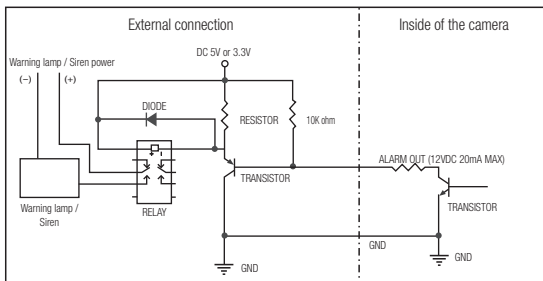 External connection
Inside of the camera
DC 5V or 3.3V
Warning lamp / Siren power
(−)
(+)
DIODE
RESISTOR
10K ohm
ALARM OUT (12VDC 20mA MAX)
TRANSISTOR
TRANSISTOR
Warning lamp /
Siren
RELAY
GND
GND
GND